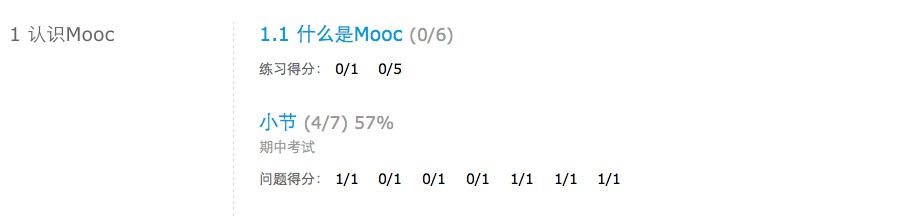 1 认识Mooc
1.1 什么是Mooc (0/6)
练习得分： 0/1 0/5
小节 (4/7) 57%
期中考试
问题得分： 1/1 0/1 0/1 0/1 1/1 1/1 1/1